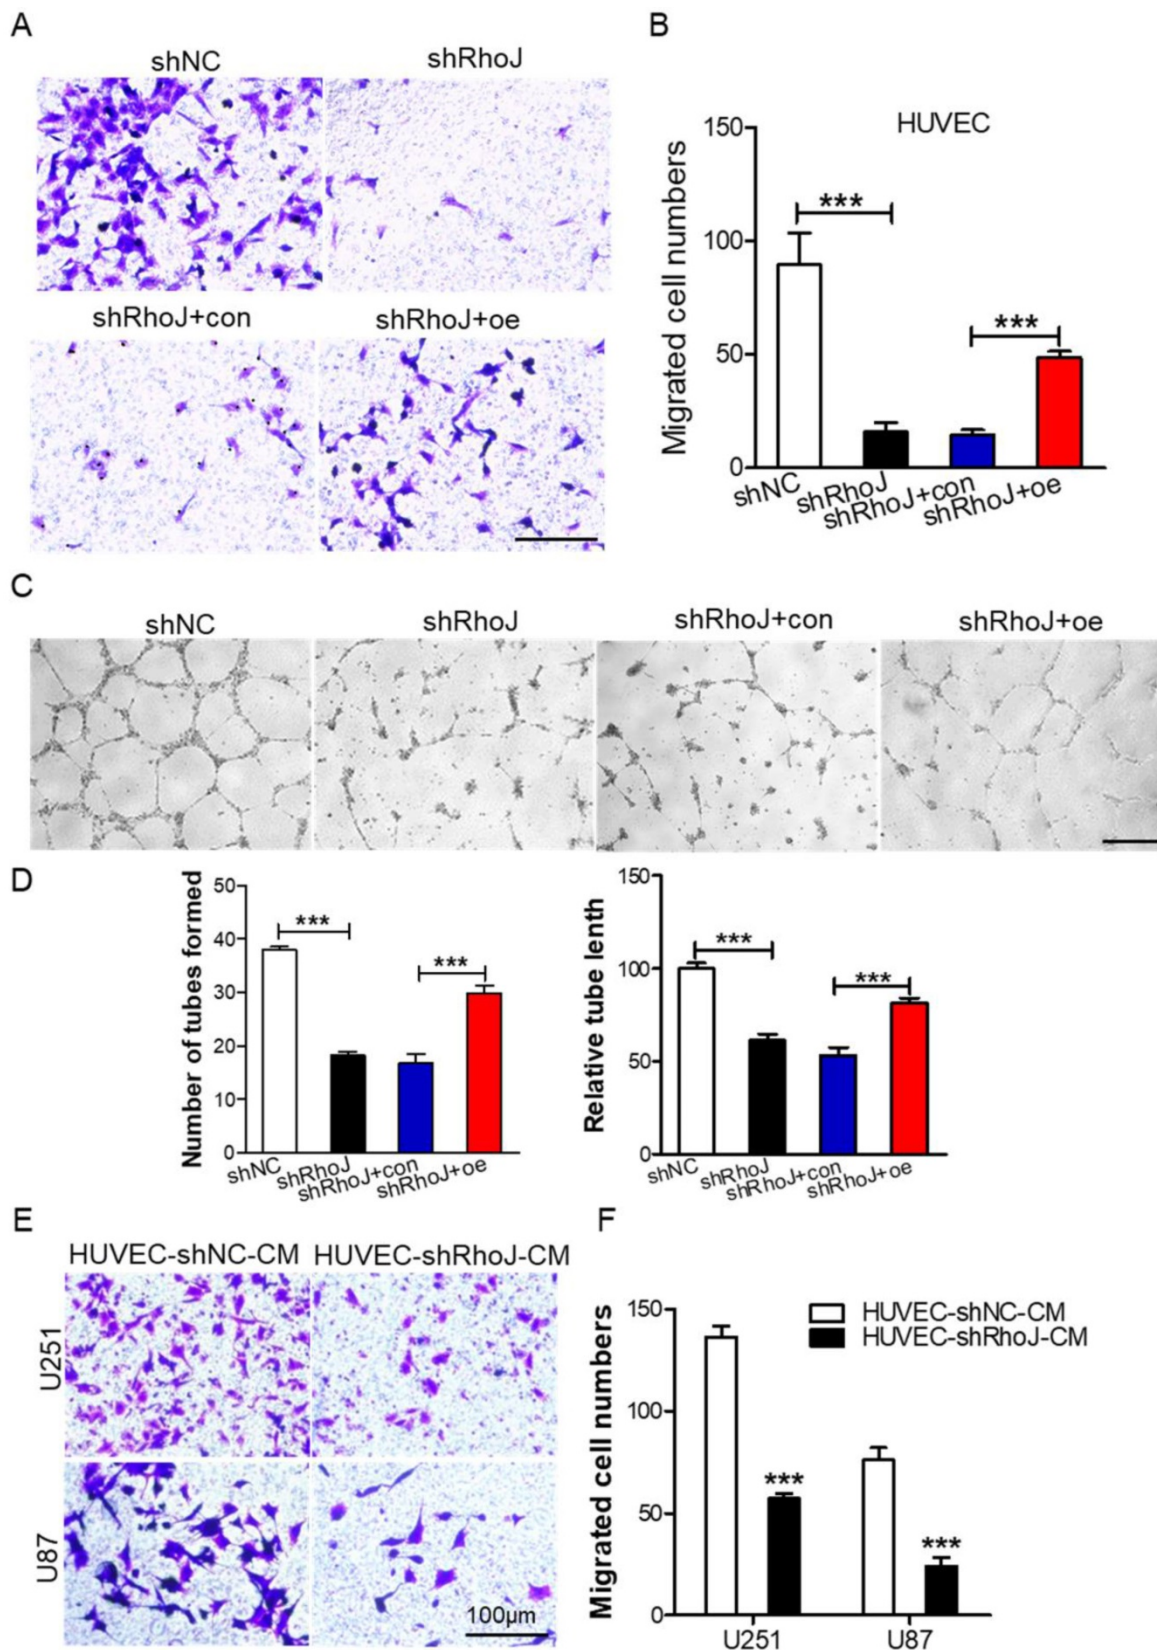 A
shNC
shRhoJ
shRhoJ+con
shRhoJ+oe
B
HUVEC
Migrated cell numbers
150
100
50
0
***
***
shNC
shRhoJ
shRhoJ+con
shRhoJ+oe
C
shNC
shRhoJ
shRhoJ+con
shRhoJ+oe
D
Number of tubes formed
50
40
30
20
10
0
***
***
shNC
shRhoJ
shRhoJ+con
shRhoJ+oe
Relative tube lenth
150
100
50
0
***
***
shNC
shRhoJ
shRhoJ+con
shRhoJ+oe
E
HUVEC-shNC-CM
HUVEC-shRhoJ-CM
U251
U87
100μm
F
HUVEC-shNC-CM
HUVEC-shRhoJ-CM
Migrated cell numbers
150
100
50
0
***
***
U251
U87